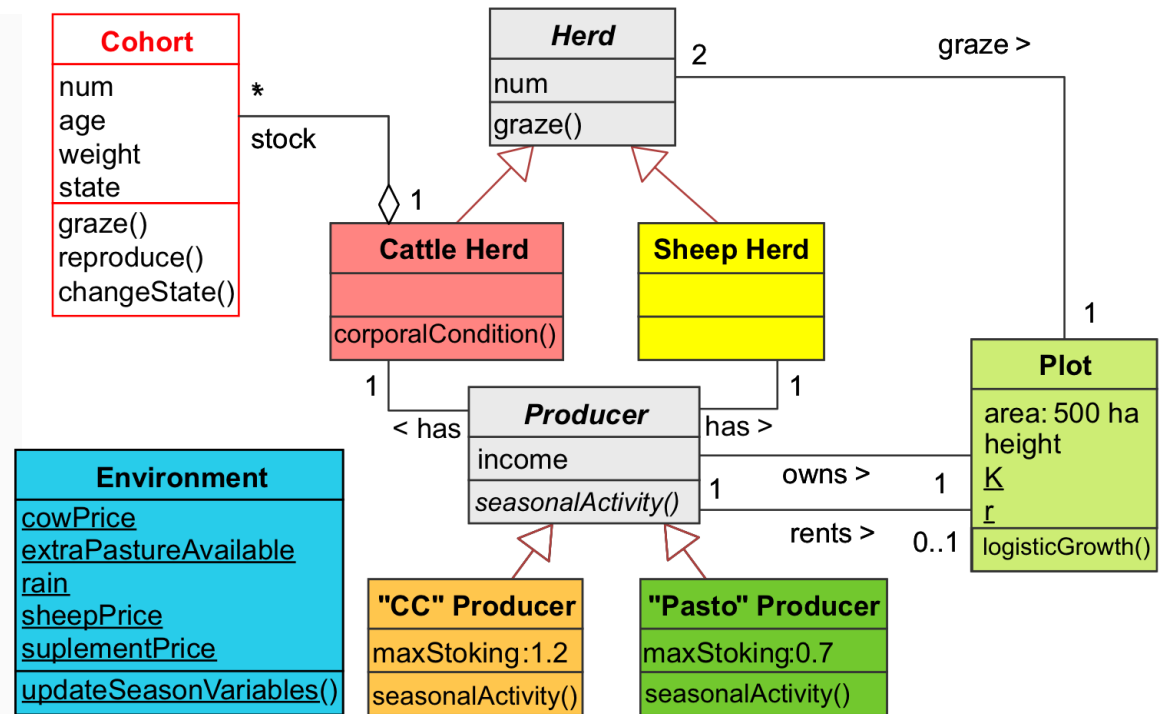 Cohort
num
age
weight
state
graze()
reproduce()
changeState()
*
stock
1
Herd
num
graze()
2
graze >
1
Cattle Herd
corporalCondition()
Sheep Herd
1
< has
1
has >
Producer
income
seasonalActivity()
1
owns >
1
rents >
0..1
Plot
area: 500 ha
height
K
r
logisticGrowth()
Environment
cowPrice
extraPastureAvailable
rain
sheepPrice
suplementPrice
updateSeasonVariables()
"CC" Producer
maxStoking:1.2
seasonalActivity()
"Pasto" Producer
maxStoking:0.7
seasonalActivity()